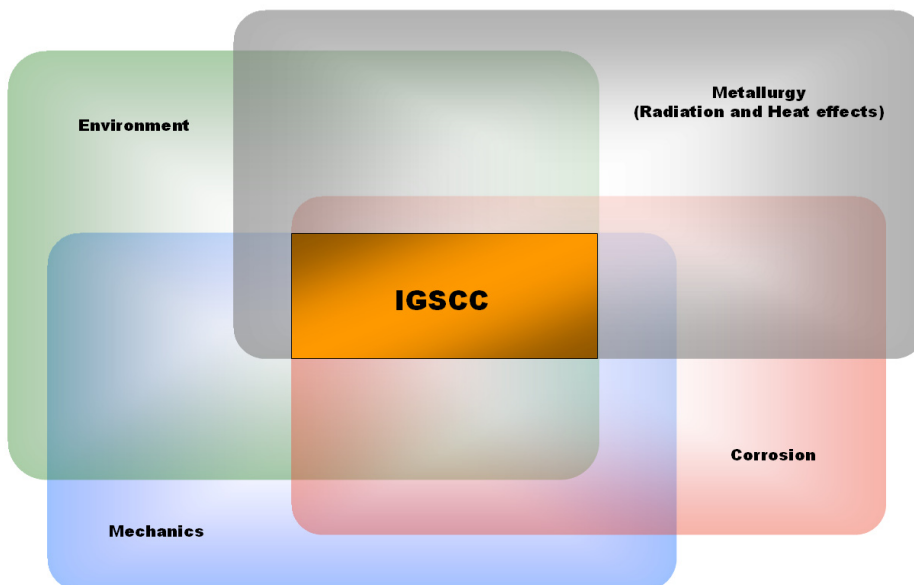 Environment
Metallurgy
(Radiation and Heat effects)
IGSCC
Corrosion
Mechanics